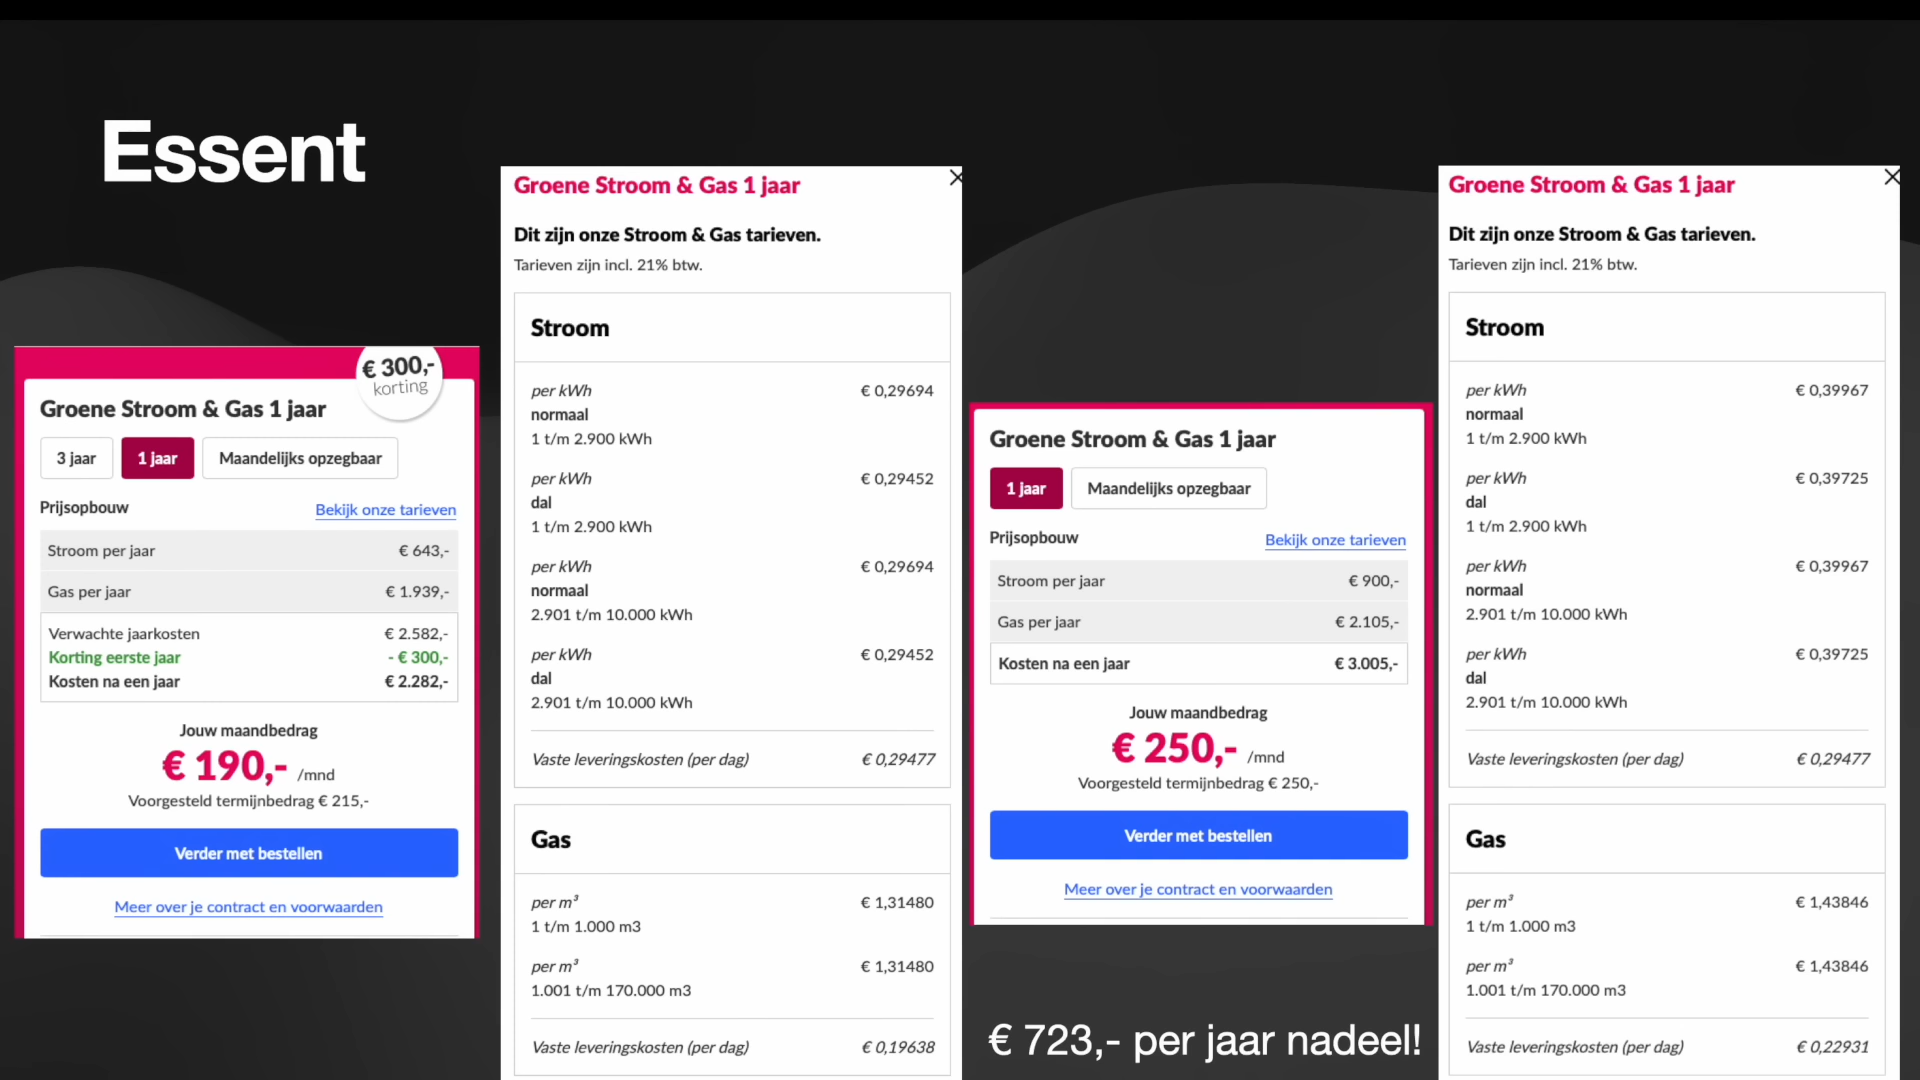 Essent
€ 300,-
korting
Groene Stroom & Gas 1 jaar
3 jaar
1 jaar
Maandelijks opzegbaar
Prijsopbouw
Bekijk onze tarieven
Stroom per jaar € 643,-
Gas per jaar € 1.939,-
Verwachte jaarkosten € 2.582,-
Korting eerste jaar - € 300,-
Kosten na een jaar € 2.282,-
Jouw maandbedrag
€ 190,- /mnd
Voorgesteld termijnbedrag € 215,-
Verder met bestellen
Meer over je contract en voorwaarden
Groene Stroom & Gas 1 jaar
Dit zijn onze Stroom & Gas tarieven.
Tarieven zijn incl. 21% btw.
Stroom
per kWh € 0,29694
normaal
1 t/m 2.900 kWh
per kWh € 0,29452
dal
1 t/m 2.900 kWh
per kWh € 0,29694
normaal
2.901 t/m 10.000 kWh
per kWh € 0,29452
dal
2.901 t/m 10.000 kWh
Vaste leveringskosten (per dag) € 0,29477
Gas
per m³ € 1,31480
1 t/m 1.000 m3
per m³ € 1,31480
1.001 t/m 170.000 m3
Vaste leveringskosten (per dag) € 0,19638
Groene Stroom & Gas 1 jaar
1 jaar
Maandelijks opzegbaar
Prijsopbouw
Bekijk onze tarieven
Stroom per jaar € 900,-
Gas per jaar € 2.105,-
Kosten na een jaar € 3.005,-
Jouw maandbedrag
€ 250,- /mnd
Voorgesteld termijnbedrag € 250,-
Verder met bestellen
Meer over je contract en voorwaarden
€ 723,- per jaar nadeel!
Groene Stroom & Gas 1 jaar
Dit zijn onze Stroom & Gas tarieven.
Tarieven zijn incl. 21% btw.
Stroom
per kWh € 0,39967
normaal
1 t/m 2.900 kWh
per kWh € 0,39725
dal
1 t/m 2.900 kWh
per kWh € 0,39967
normaal
2.901 t/m 10.000 kWh
per kWh € 0,39725
dal
2.901 t/m 10.000 kWh
Vaste leveringskosten (per dag) € 0,29477
Gas
per m³ € 1,43846
1 t/m 1.000 m3
per m³ € 1,43846
1.001 t/m 170.000 m3
Vaste leveringskosten (per dag) € 0,22931